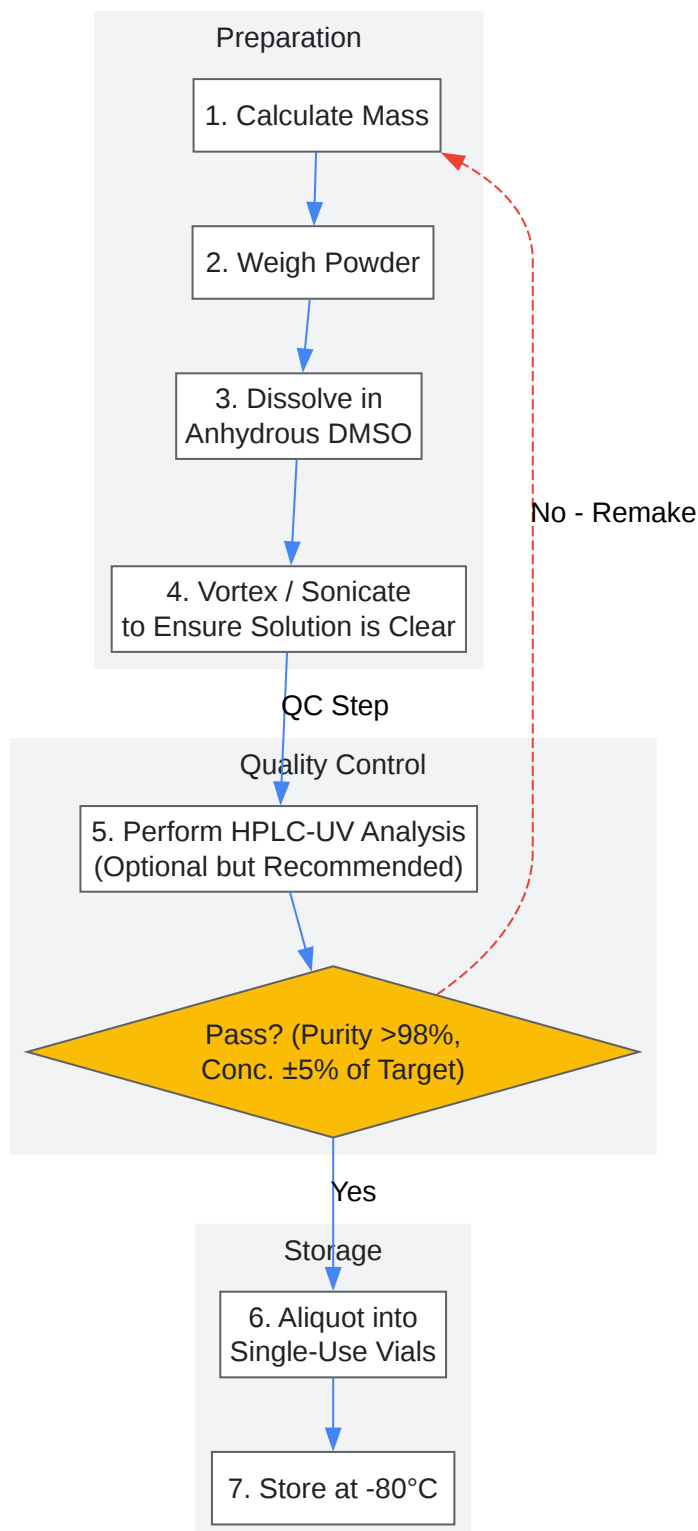 Preparation
1. Calculate Mass
2. Weigh Powder
3. Dissolve in
Anhydrous DMSO
No - Remake
4. Vortex / Sonicate
to Ensure Solution is Clear
QC Step
Quality Control
5. Perform HPLC-UV Analysis
(Optional but Recommended)
Pass? (Purity >98%,
Conc. ±5% of Target)
Yes
Storage
6. Aliquot into
Single-Use Vials
7. Store at -80°C